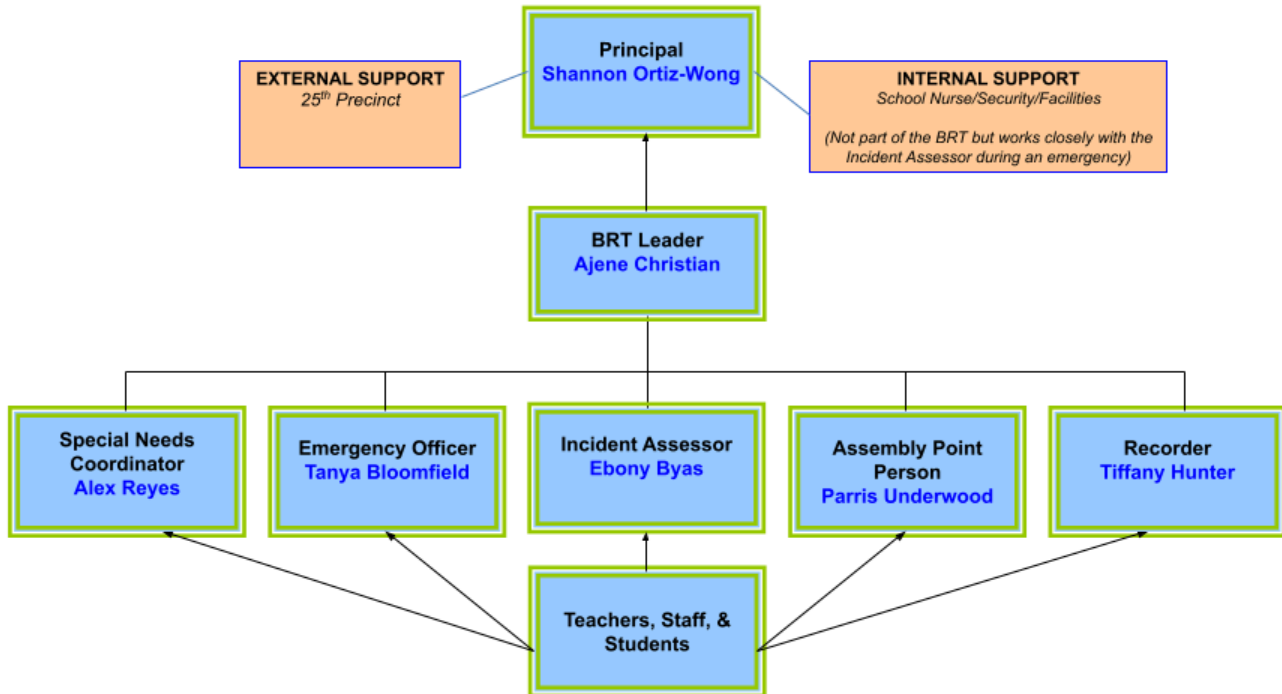 Principal
Shannon Ortiz-Wong
EXTERNAL SUPPORT
25th Precinct
INTERNAL SUPPORT
School Nurse/Security/Facilities
(Not part of the BRT but works closely with the
Incident Assessor during an emergency)
BRT Leader
Ajene Christian
Special Needs
Coordinator
Alex Reyes
Emergency Officer
Tanya Bloomfield
Incident Assessor
Ebony Byas
Assembly Point
Person
Parris Underwood
Recorder
Tiffany Hunter
Teachers, Staff, &
Students